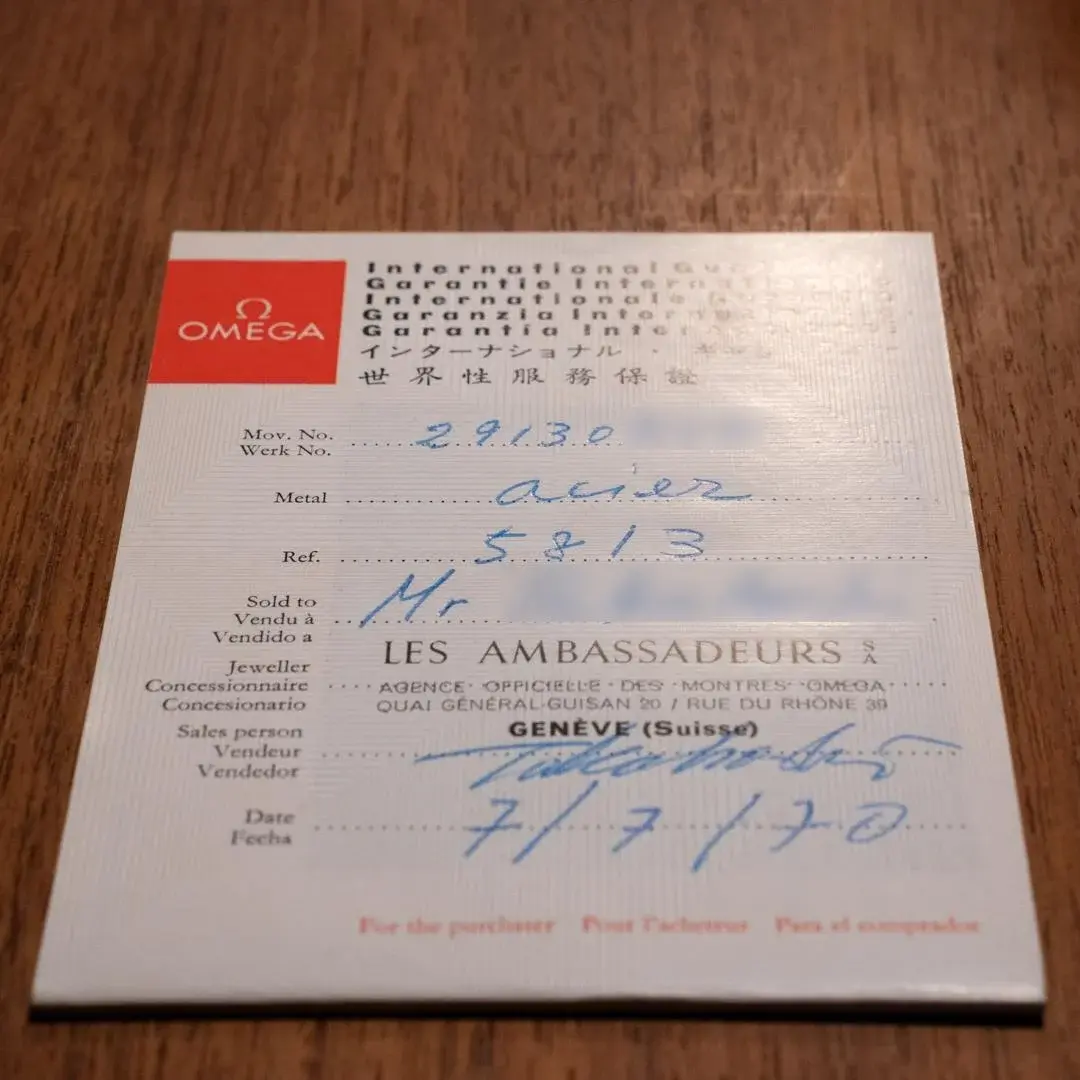 Ω
OMEGA
International
Garantie
Internationale
Garanzia
Garantia
インターナショナル・
世界性服務保證
Mov. No. 29130
Werk No.
Metal acier
Ref. 5813
Sold to
Vendu à Mr
Vendido a
LES AMBASSADEURS SA
Jeweller
Concessionnaire AGENCE OFFICIELLE DES MONTRES OMEGA
Concesionario QUAI GÉNÉRAL-GUISAN 20 / RUE DU RHÔNE 39
GENÈVE (Suisse)
Sales person
Vendeur
Vendedor
Date 7/7/70
Fecha
For the purchaser Pour l'acheteur Para el comprador